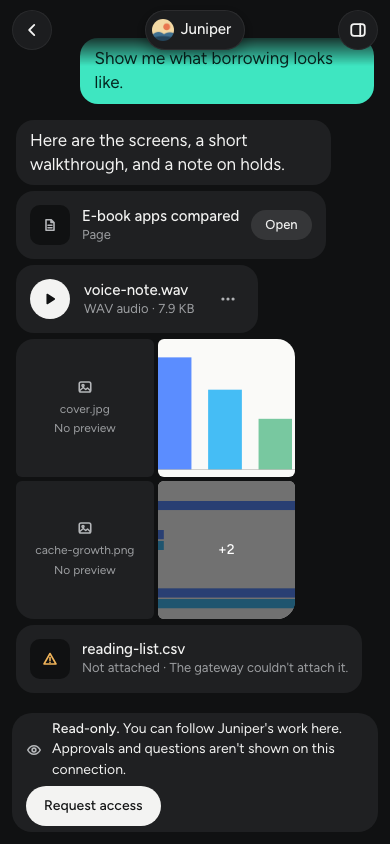 Juniper
Show me what borrowing looks
like.
Here are the screens, a short
walkthrough, and a note on holds.
E-book apps compared
Page
Open
voice-note.wav
WAV audio · 7.9 KB
cover.jpg
No preview
cache-growth.png
No preview
+2
reading-list.csv
Not attached · The gateway couldn't attach it.
Read-only. You can follow Juniper's work here.
Approvals and questions aren't shown on this
connection.
Request access